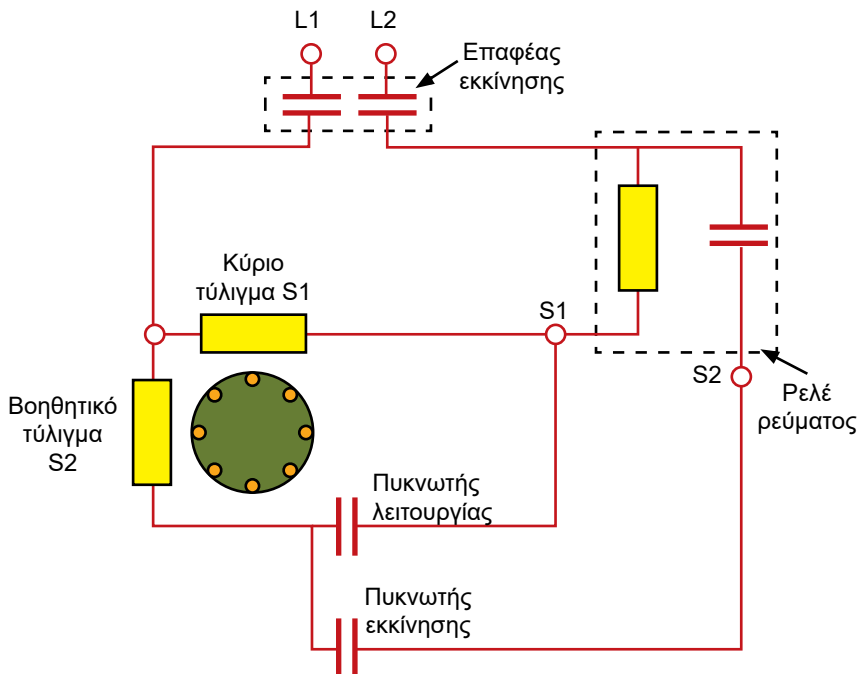 L1 L2
Επαφέας
εκκίνησης
Κύριο
τύλιγμα S1
S1
S2
Ρελέ
ρεύματος
Βοηθητικό
τύλιγμα
S2
Πυκνωτής
λειτουργίας
Πυκνωτής
εκκίνησης